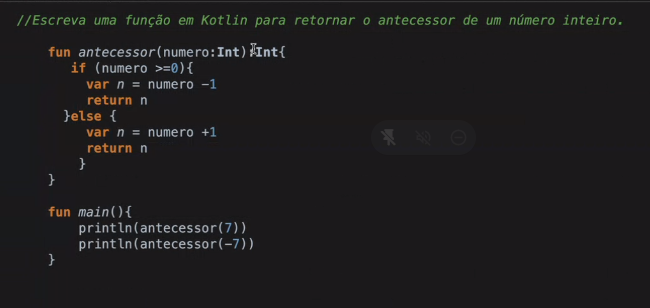 //Escreva uma função em Kotlin para retornar o antecessor de um número inteiro.
fun antecessor(numero:Int):Int{
if (numero >=0){
var n = numero -1
return n
}else {
var n = numero +1
return n
}
}
fun main(){
println(antecessor(7))
println(antecessor(-7))
}